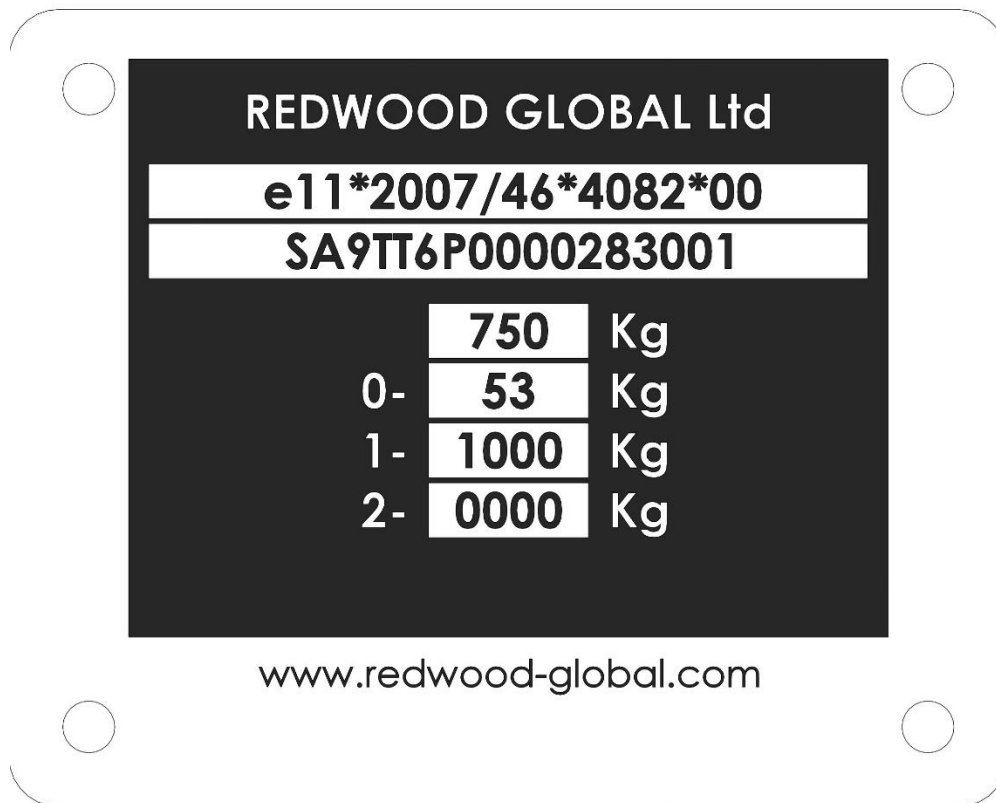 REDWOOD GLOBAL Ltd
e11*2007/46*4082*00
SA9TT6P0000283001
750 Kg
0- 53 Kg
1- 1000 Kg
2- 0000 Kg
www.redwood-global.com